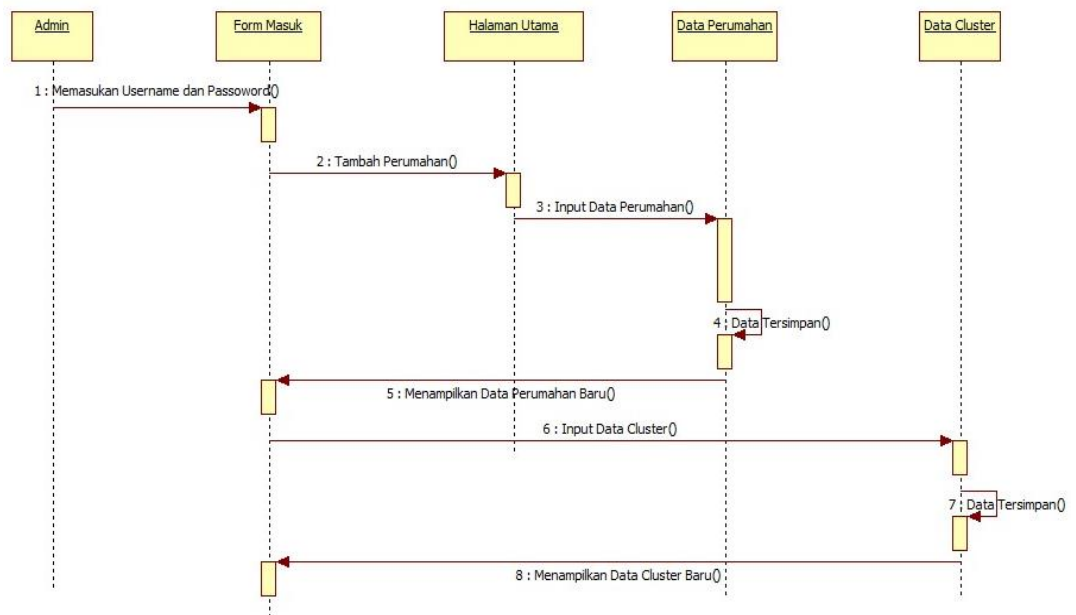 Admin
Form Masuk
Halaman Utama
Data Perumahan
Data Cluster
1 : Memasukan Username dan Passoword()
2 : Tambah Perumahan()
3 : Input Data Perumahan()
4 : Data Tersimpan()
5 : Menampilkan Data Perumahan Baru()
6 : Input Data Cluster()
7 : Data Tersimpan()
8 : Menampilkan Data Cluster Baru()